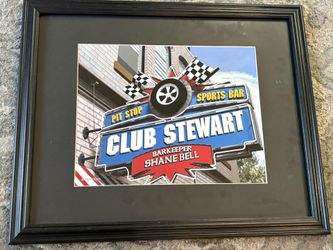 PIT STOP
SPORTS BAR
CLUB STEWART
BARKEEPER
SHANE BELL